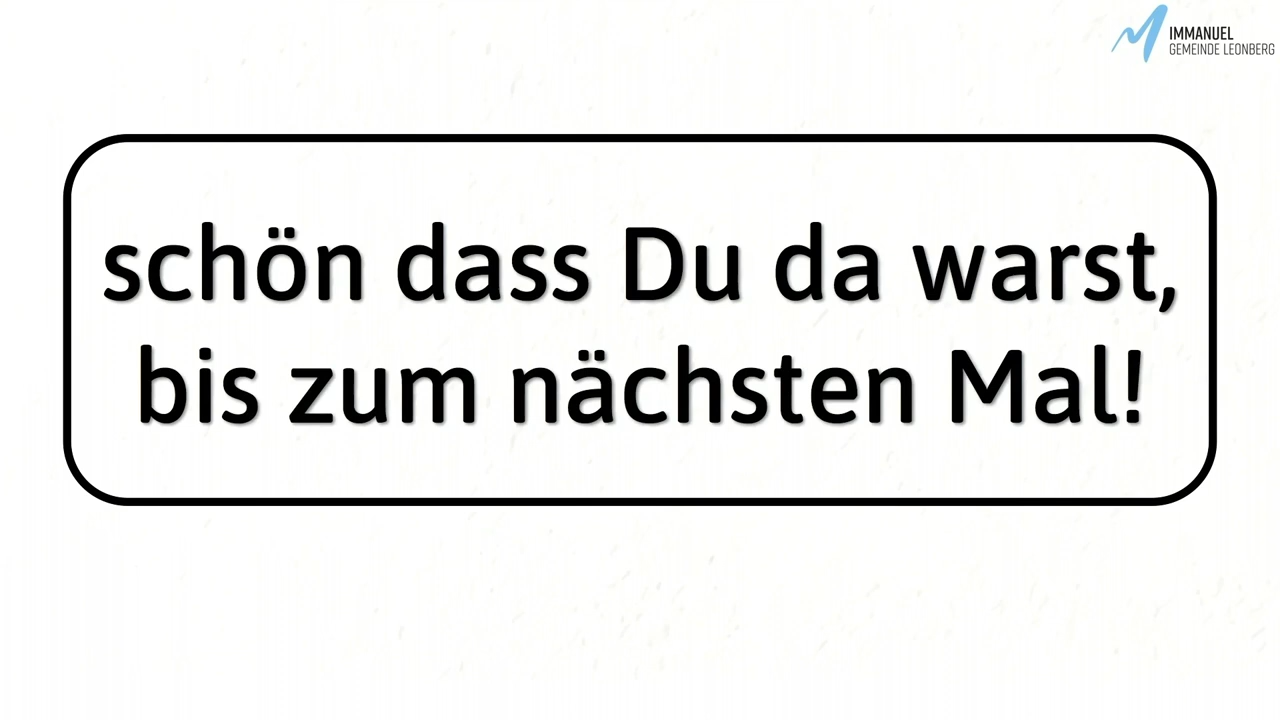 IMMANUEL
GEMEINDE LEONBERG
schön dass Du da warst,
bis zum nächsten Mal!